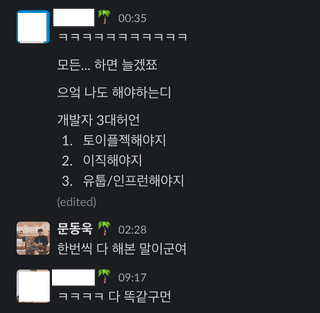 00:35
ㅋㅋㅋㅋㅋㅋㅋㅋㅋㅋㅋ
모든... 하면 늘겠쬬
으엌 나도 해야하는디
개발자 3대허언
1. 토이플젝해야지
2. 이직해야지
3. 유툽/인프런해야지
(edited)
문동욱 02:28
한번씩 다 해본 말이군여
09:17
ㅋㅋㅋㅋ 다 똑같구먼